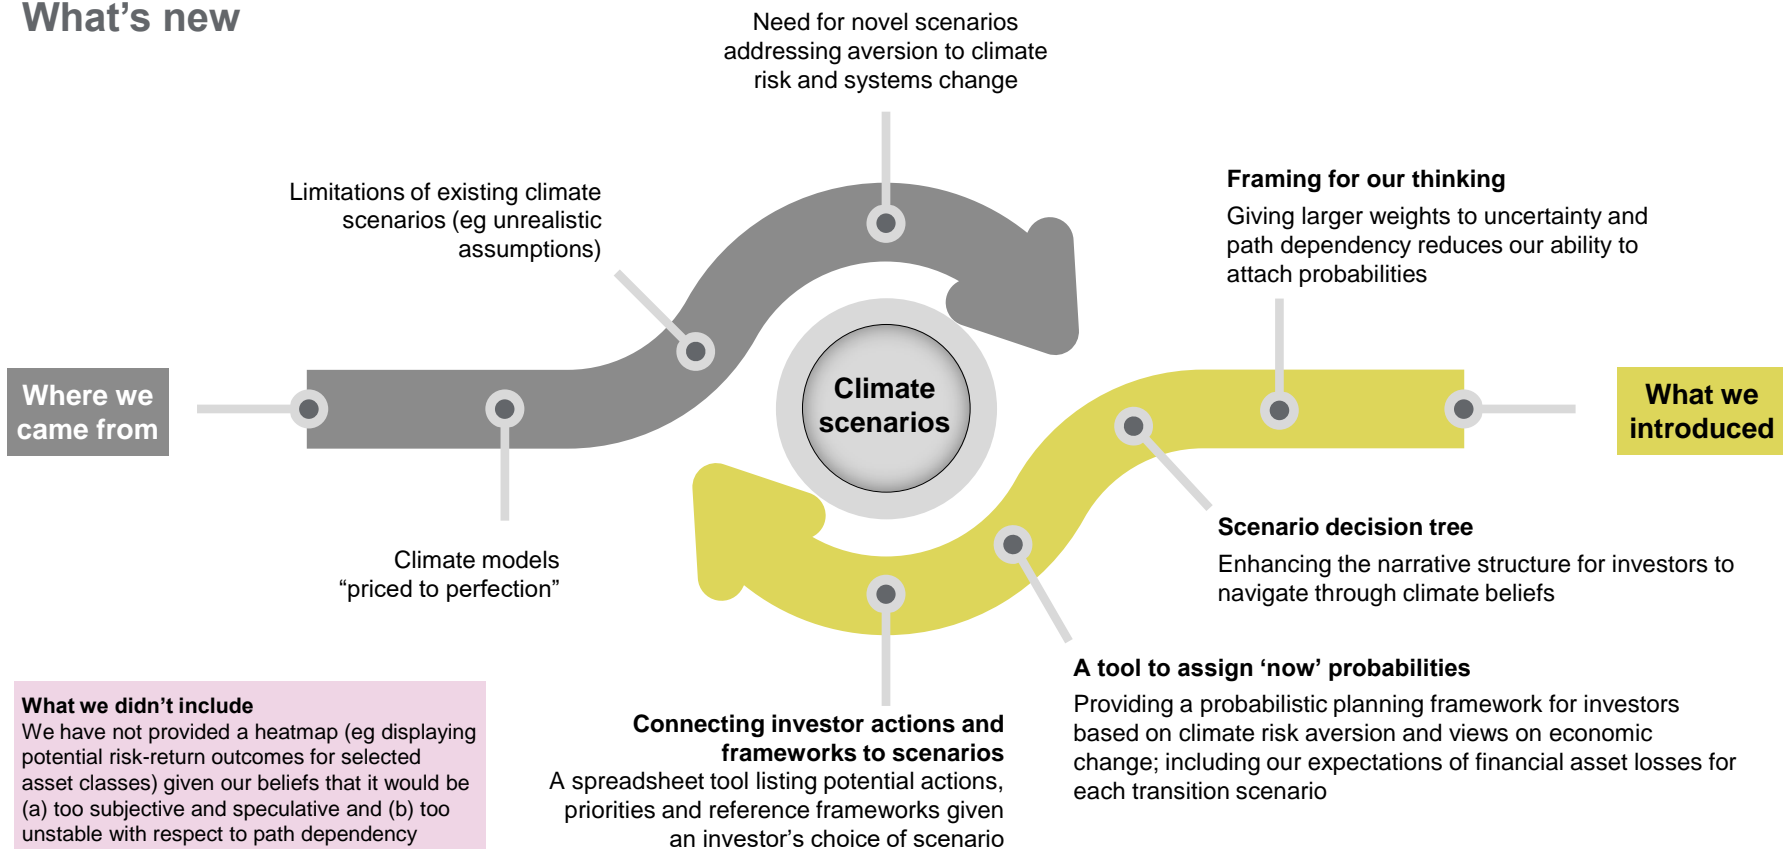 What's new
Need for novel scenarios
addressing aversion to climate
risk and systems change
Limitations of existing climate
scenarios (eg unrealistic
assumptions)
Framing for our thinking
Giving larger weights to uncertainty and
path dependency reduces our ability to
attach probabilities
Where we
came from
Climate
scenarios
What we
introduced
Climate models
“priced to perfection”
Scenario decision tree
Enhancing the narrative structure for investors to
navigate through climate beliefs
A tool to assign ‘now’ probabilities
Providing a probabilistic planning framework for investors
based on climate risk aversion and views on economic
change; including our expectations of financial asset losses for
each transition scenario
Connecting investor actions and
frameworks to scenarios
A spreadsheet tool listing potential actions,
priorities and reference frameworks given
an investor’s choice of scenario
What we didn’t include
We have not provided a heatmap (eg displaying
potential risk-return outcomes for selected
asset classes) given our beliefs that it would be
(a) too subjective and speculative and (b) too
unstable with respect to path dependency